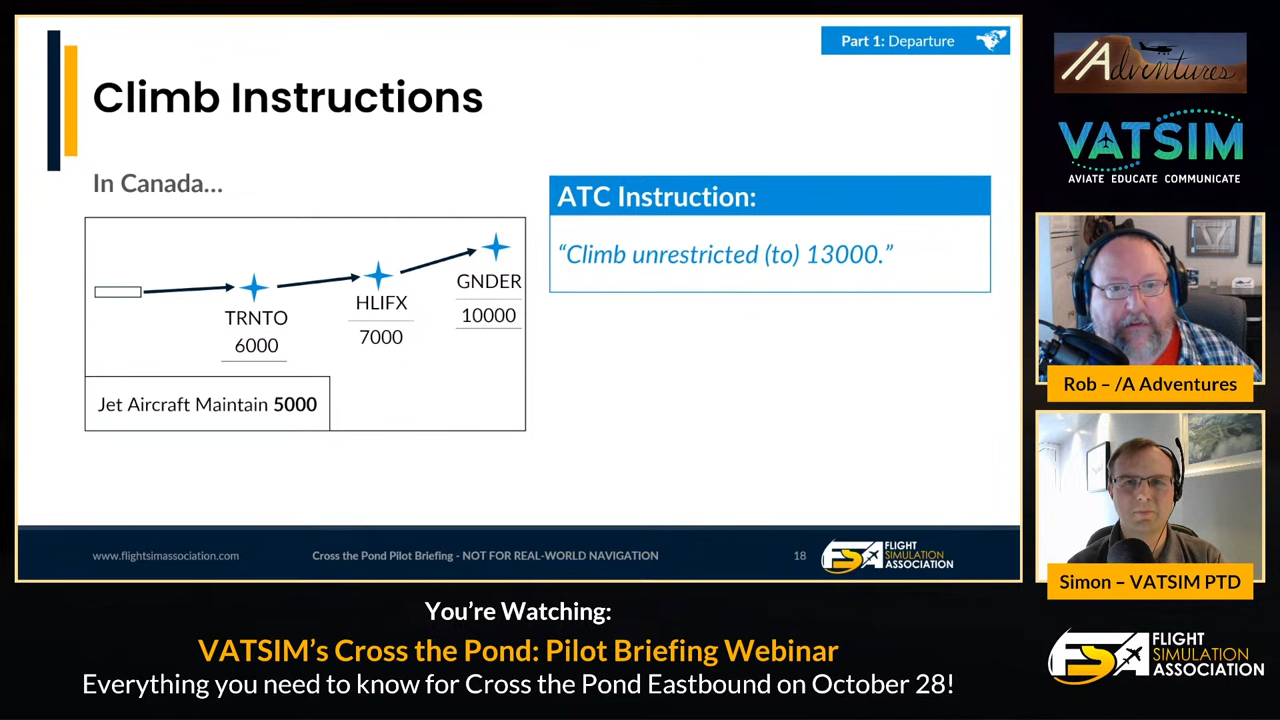 Part 1: Departure
Climb Instructions
In Canada...
TRNTO
6000
HLIFX
7000
GNDER
10000
Jet Aircraft Maintain 5000
ATC Instruction:
“Climb unrestricted (to) 13000.”
www.flightsimassociation.com
Cross the Pond Pilot Briefing - NOT FOR REAL-WORLD NAVIGATION
18
FSA
FLIGHT
SIMULATION
ASSOCIATION
/Adventures
VATSIM
AVIATE EDUCATE COMMUNICATE
Rob – /A Adventures
Simon – VATSIM PTD
You’re Watching:
VATSIM’s Cross the Pond: Pilot Briefing Webinar
Everything you need to know for Cross the Pond Eastbound on October 28!
FSA
FLIGHT
SIMULATION
ASSOCIATION